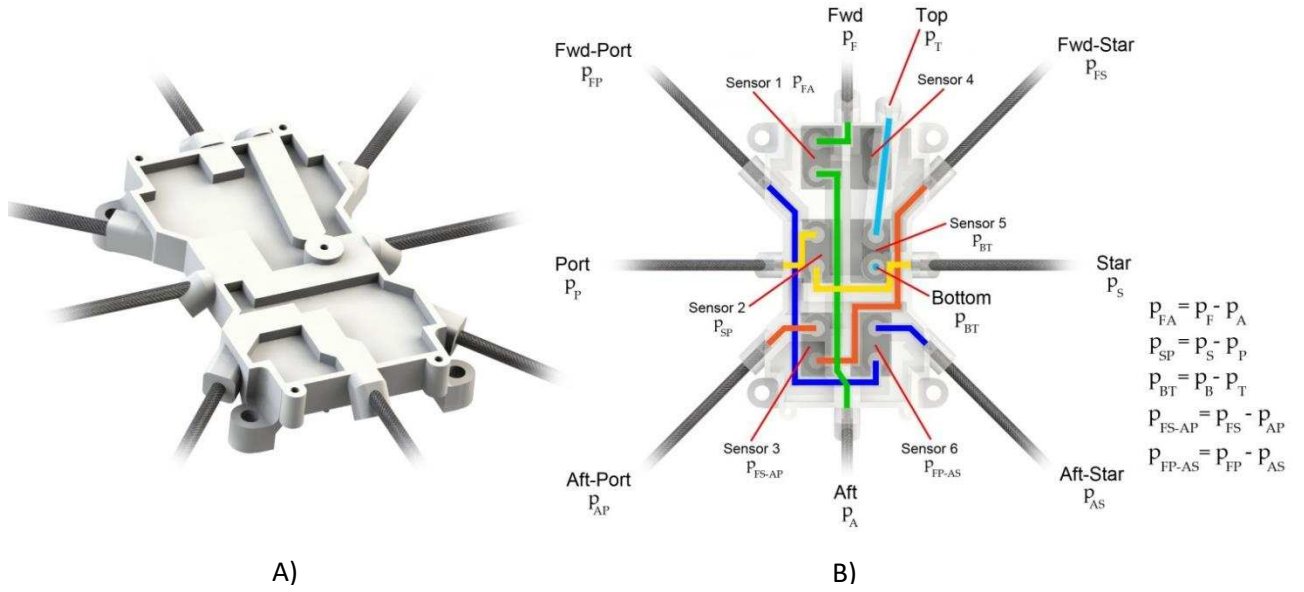 Fwd
p_F
Top
p_T
Fwd-Port
p_FP
Fwd-Star
p_FS
Sensor 1 p_FA
Sensor 4
Port
p_P
Sensor 5
p_BT
Star
p_S
Sensor 2
p_SP
Bottom
p_BT
p_FA = p_F - p_A
p_SP = p_S - p_P
p_BT = p_B - p_T
p_FS-AP = p_FS - p_AP
p_FP-AS = p_FP - p_AS
Sensor 3
p_FS-AP
Sensor 6
p_FP-AS
Aft-Port
p_AP
Aft
p_A
Aft-Star
p_AS
A)
B)